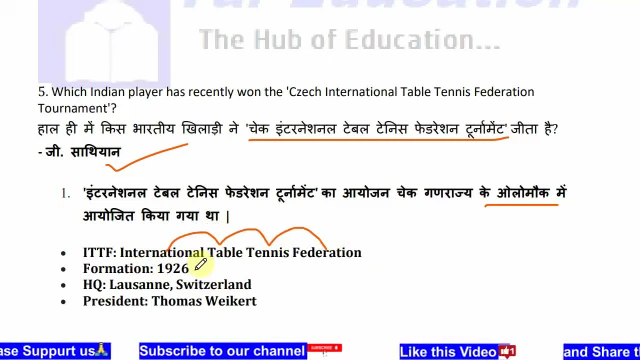 The Hub of Education...
5. Which Indian player has recently won the 'Czech International Table Tennis Federation
Tournament'?
हाल ही में किस भारतीय खिलाड़ी ने 'चेक इंटरनेशनल टेबल टेनिस फेडरेशन टूर्नामेंट' जीता है?
- जी. साथियान
1. 'इंटरनेशनल टेबल टेनिस फेडरेशन टूर्नामेंट' का आयोजन चेक गणराज्य के ओलोमौक में
आयोजित किया गया था |
• ITTF: International Table Tennis Federation
• Formation: 1926
• HQ: Lausanne, Switzerland
• President: Thomas Weikert
ase Suppurt us Subscribe to our channel Like this Video and Share th